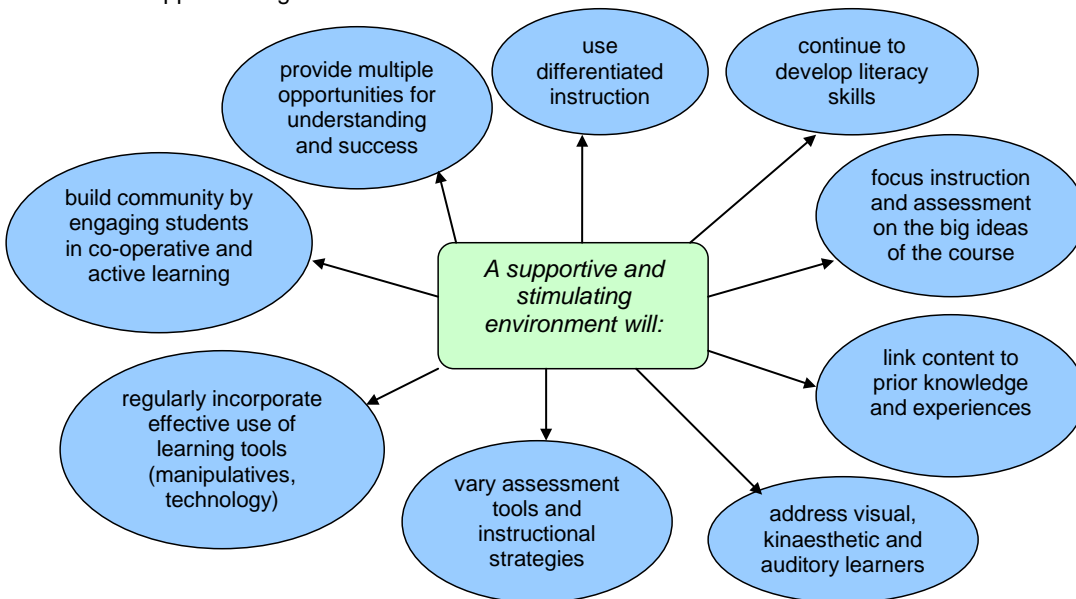 provide multiple
opportunities for
understanding
and success
use
differentiated
instruction
continue to
develop literacy
skills
build community by
engaging students
in co-operative and
active learning
focus instruction
and assessment
on the big ideas
of the course
A supportive and
stimulating
environment will:
link content to
prior knowledge
and experiences
regularly incorporate
effective use of
learning tools
(manipulatives,
technology)
vary assessment
tools and
instructional
strategies
address visual,
kinaesthetic and
auditory learners